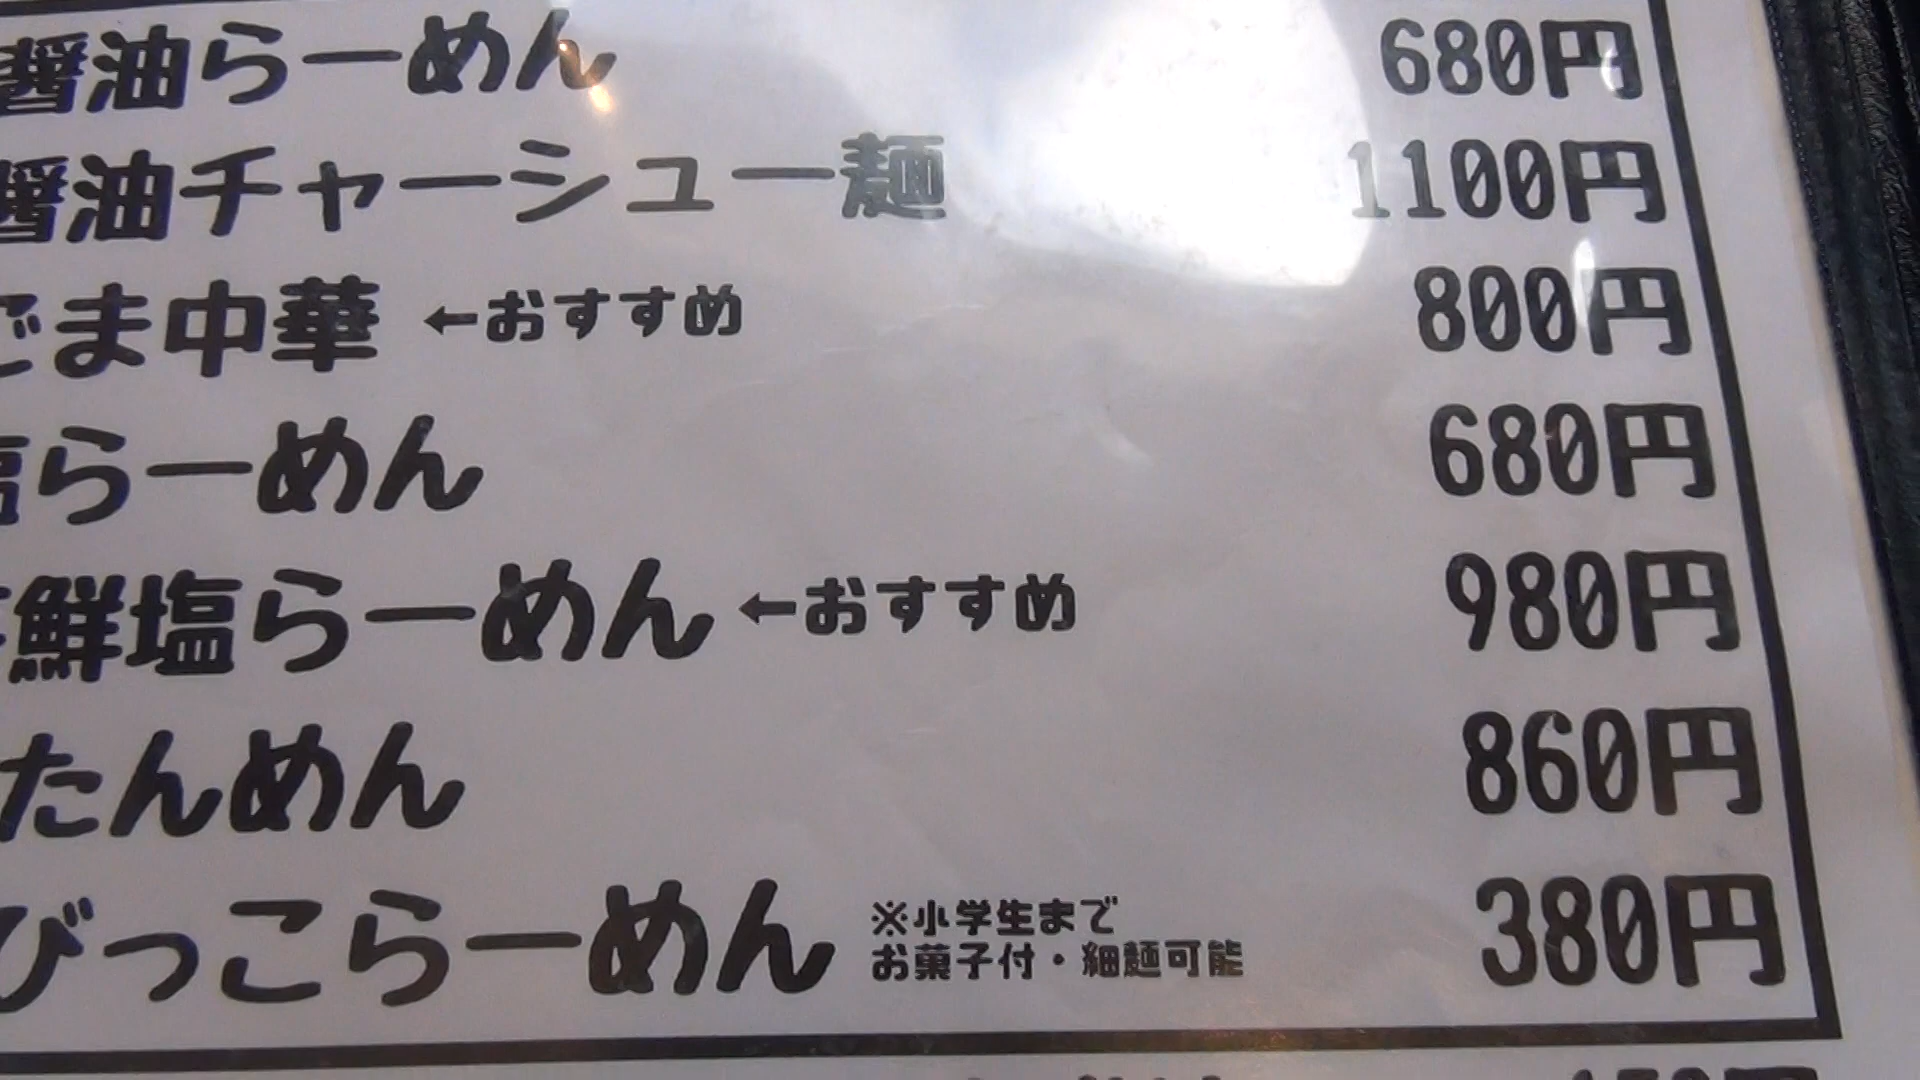 醤油らーめん 680円
醤油チャーシュー麺 1100円
ごま中華 ←おすすめ 800円
塩らーめん 680円
海鮮塩らーめん ←おすすめ 980円
たんめん 860円
びっこらーめん ※小学生まで 380円
お菓子付・細麺可能